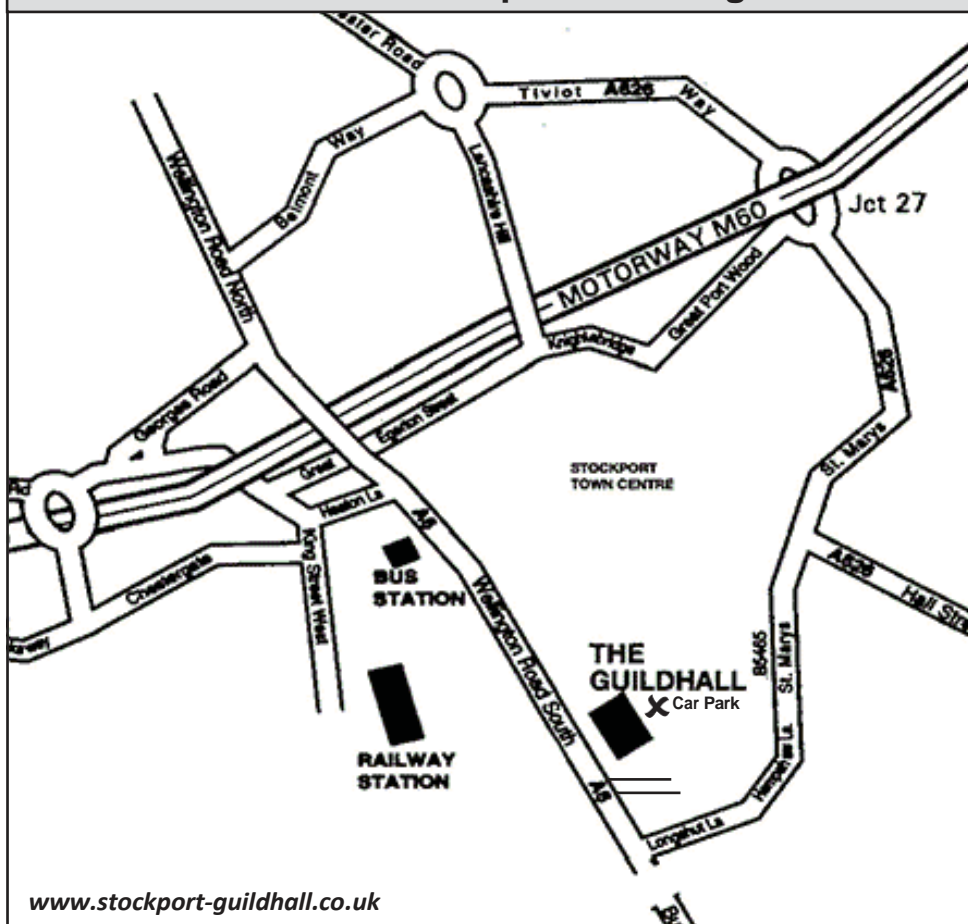 Tiviot A626 Way
Way
Belmont
Lancashire Hill
Wellington Road North
Jct 27
MOTORWAY M60
Great Port Wood
Knightsbridge
Georges Road
Egerton Street
Great
Heaton La
A626
St. Marys
STOCKPORT
TOWN CENTRE
A6
King Street West
Chestergate
BUS
STATION
A626 Hall
Wellington Road South
THE
GUILDHALL
Car Park
B6465
St. Marys
RAILWAY
STATION
A6
Longshut La
www.stockport-guildhall.co.uk